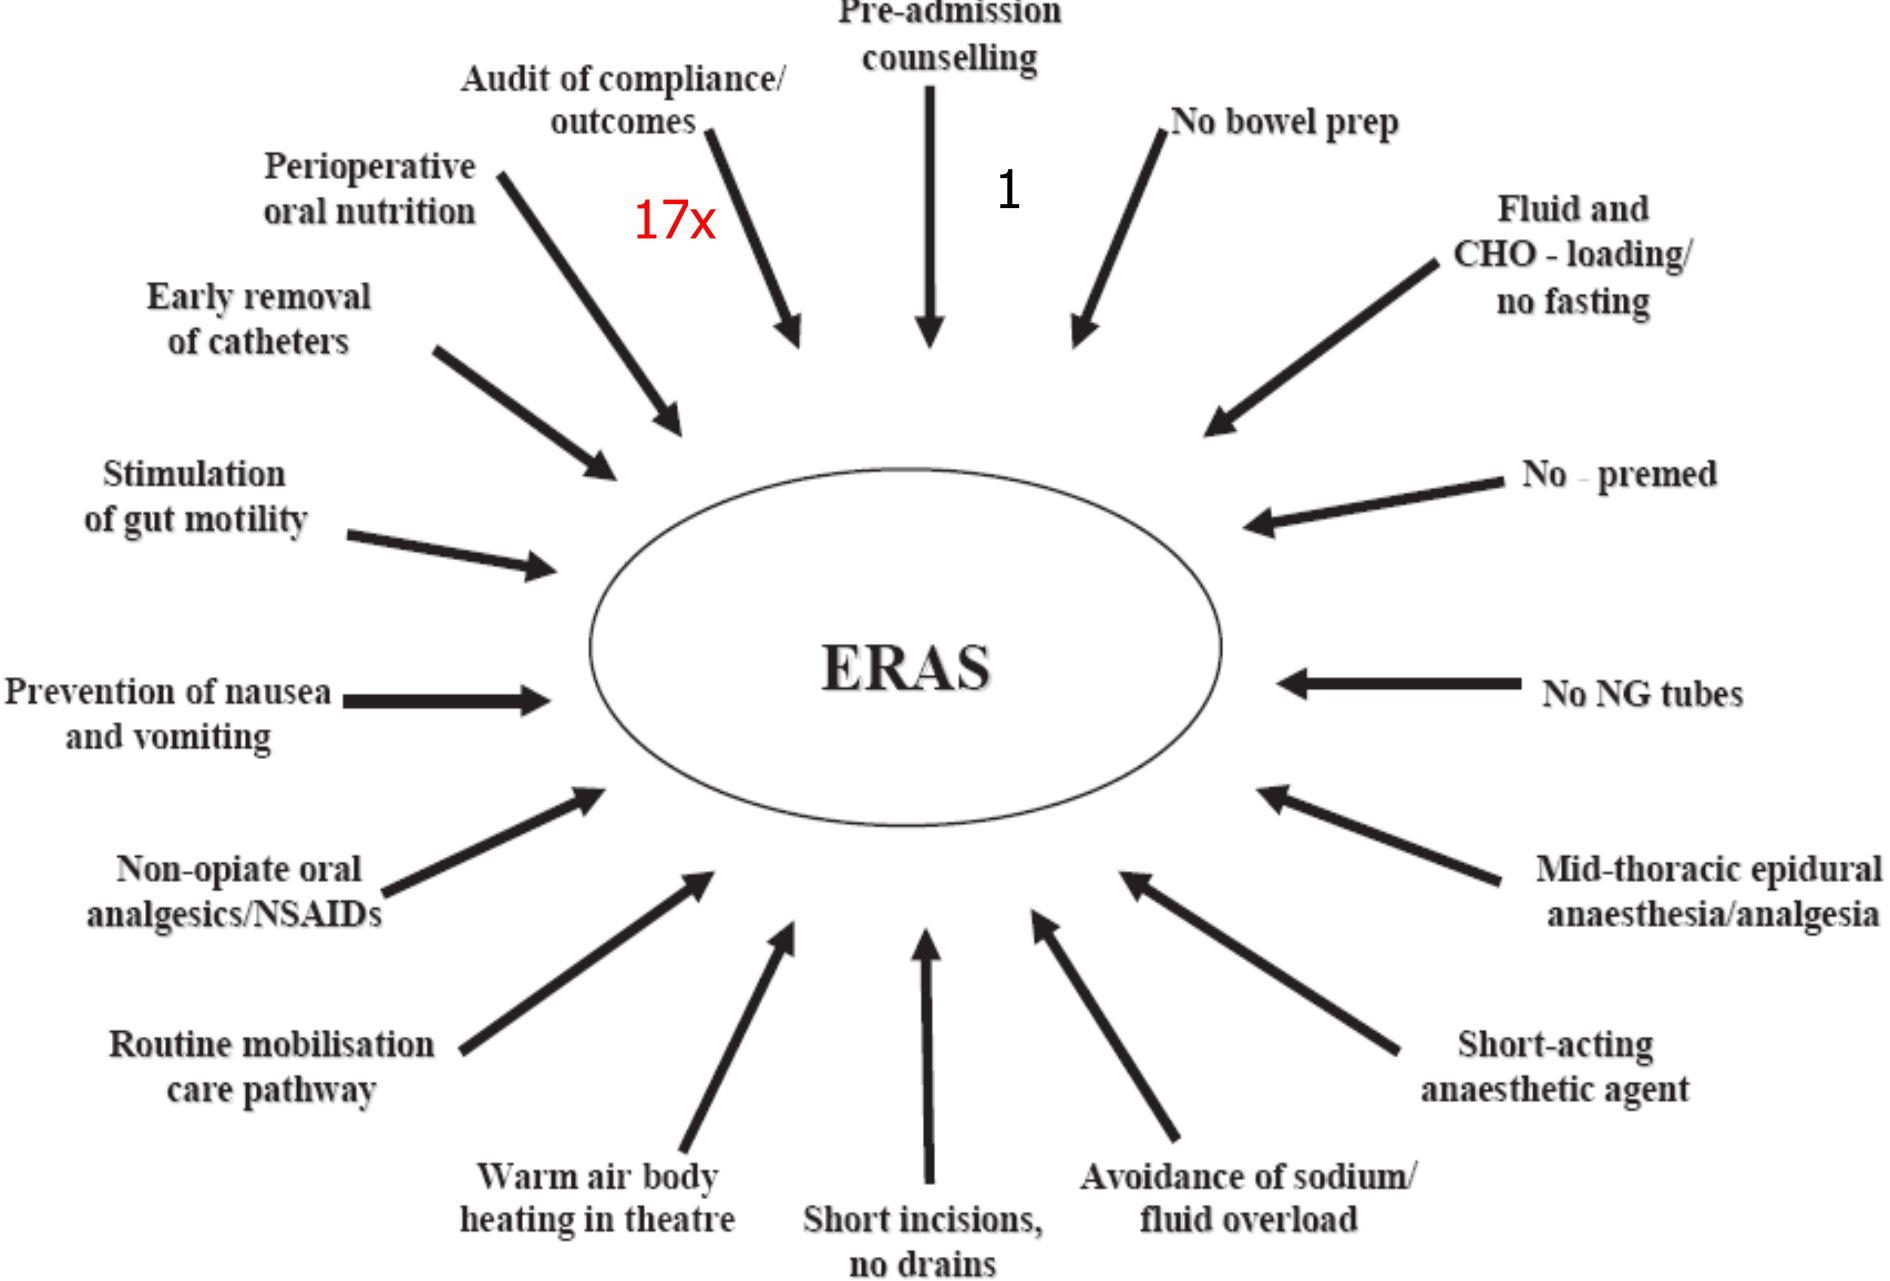 Pre-admission
counselling
1
No bowel prep
Fluid and
CHO - loading/
no fasting
No - premed
No NG tubes
Mid-thoracic epidural
anaesthesia/analgesia
Short-acting
anaesthetic agent
Avoidance of sodium/
fluid overload
Short incisions,
no drains
Warm air body
heating in theatre
Routine mobilisation
care pathway
Non-opiate oral
analgesics/NSAIDs
Prevention of nausea
and vomiting
Stimulation
of gut motility
Early removal
of catheters
Perioperative
oral nutrition
Audit of compliance/
outcomes
17x
ERAS